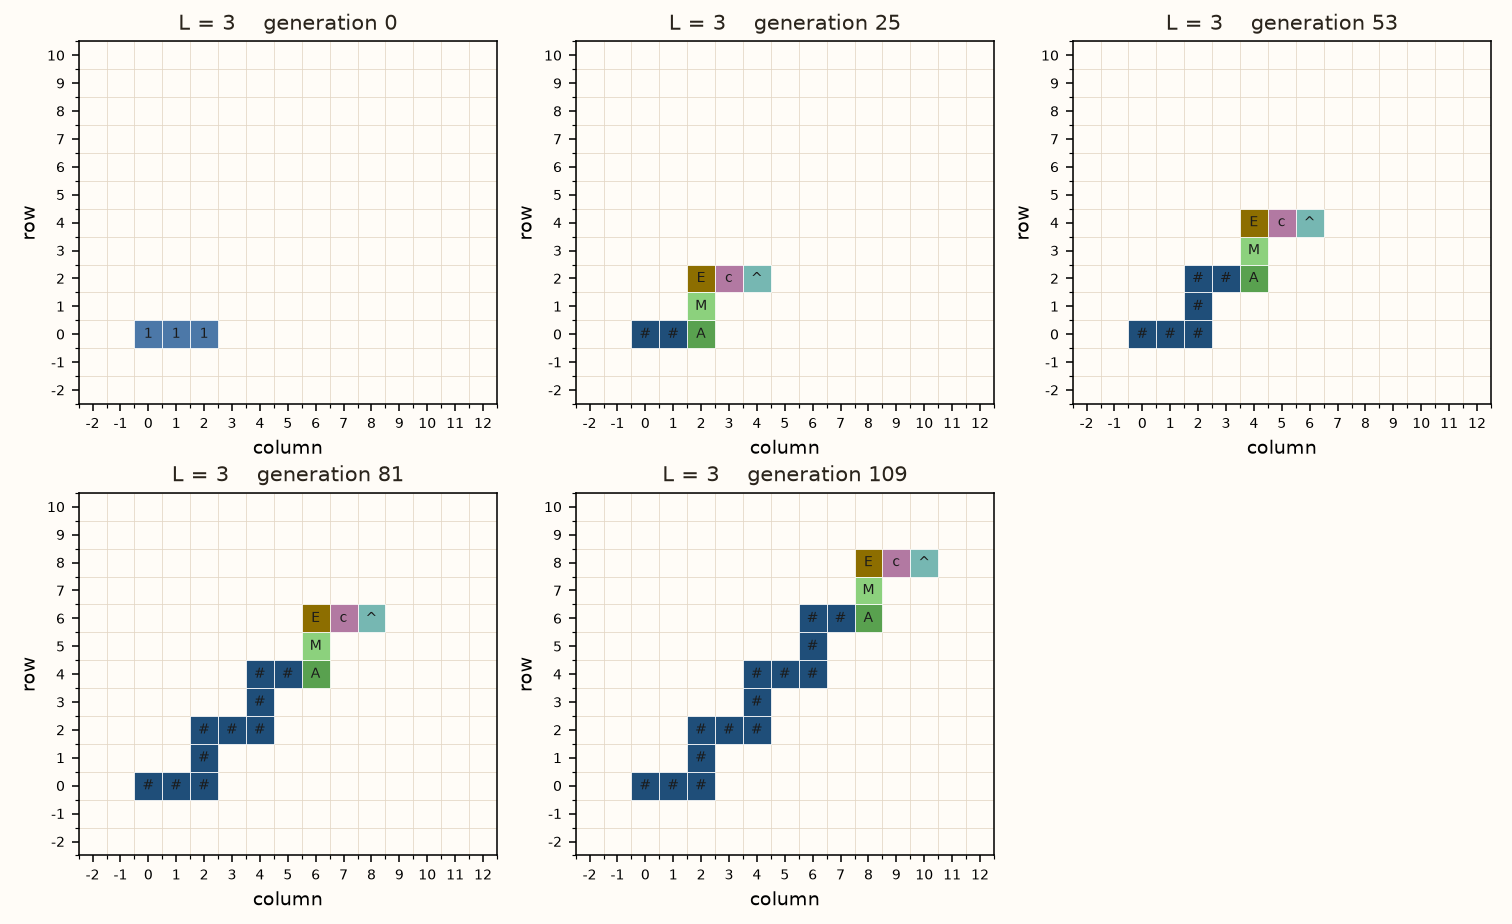 L = 3    generation 0
10
9
8
7
6
5
4
3
2
1
0 1 1 1
-1
-2
-2 -1 0 1 2 3 4 5 6 7 8 9 10 11 12
row
column
L = 3    generation 25
10
9
8
7
6
5
4
3
2 E c ^
1 M
0 # # A
-1
-2
-2 -1 0 1 2 3 4 5 6 7 8 9 10 11 12
row
column
L = 3    generation 53
10
9
8
7
6
5
4 E c ^
3 M
2 # # A
1 #
0 # # #
-1
-2
-2 -1 0 1 2 3 4 5 6 7 8 9 10 11 12
row
column
L = 3    generation 81
10
9
8
7
6 E c ^
5 M
4 # # A
3 #
2 # # #
1 #
0 # # #
-1
-2
-2 -1 0 1 2 3 4 5 6 7 8 9 10 11 12
row
column
L = 3    generation 109
10
9
8 E c ^
7 M
6 # # A
5 #
4 # # #
3 #
2 # # #
1 #
0 # # #
-1
-2
-2 -1 0 1 2 3 4 5 6 7 8 9 10 11 12
row
column